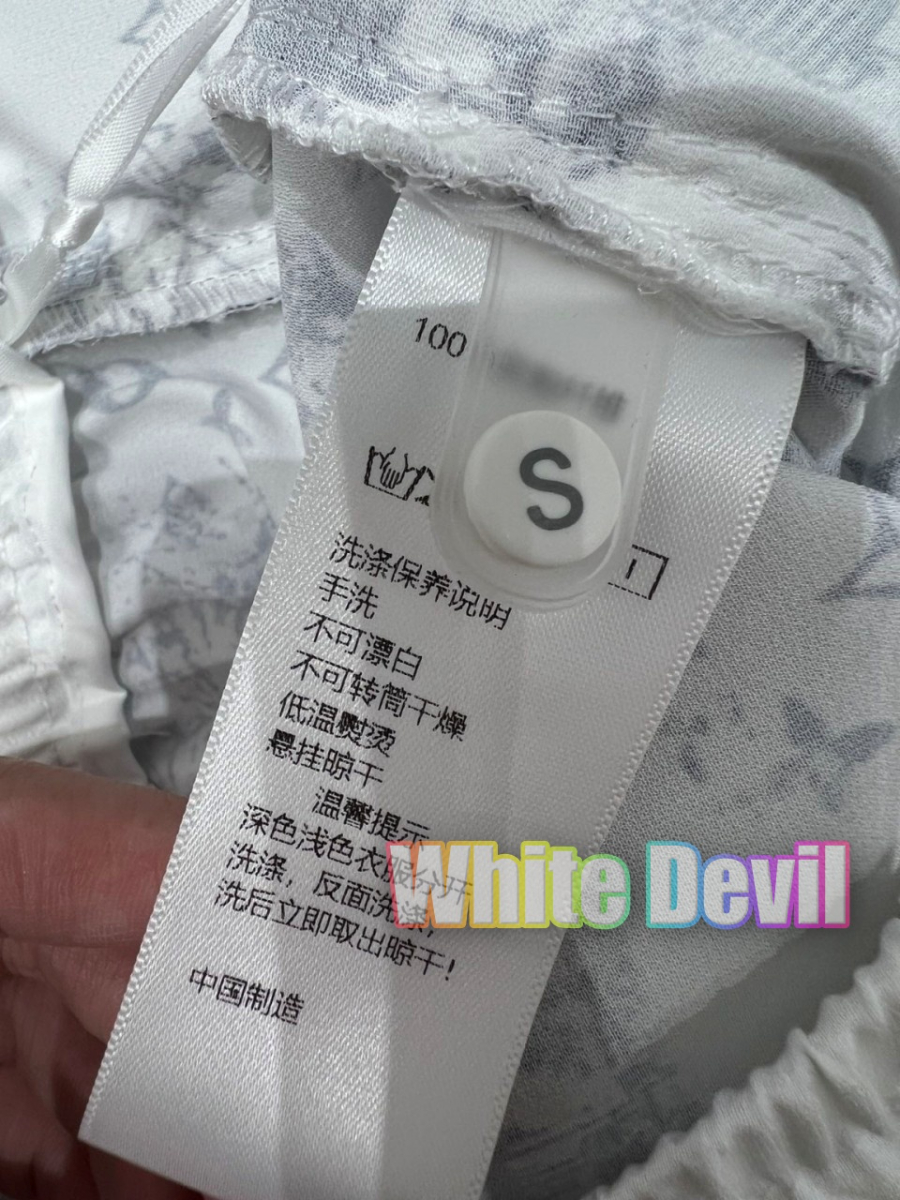 100
S
洗涤保养说明
手洗
不可漂白
不可转筒干燥
低温熨烫
悬挂晾干
温馨提示
深色浅色衣服分开
洗涤，反面洗涤，
洗后立即取出晾干！
中国制造
White Devil